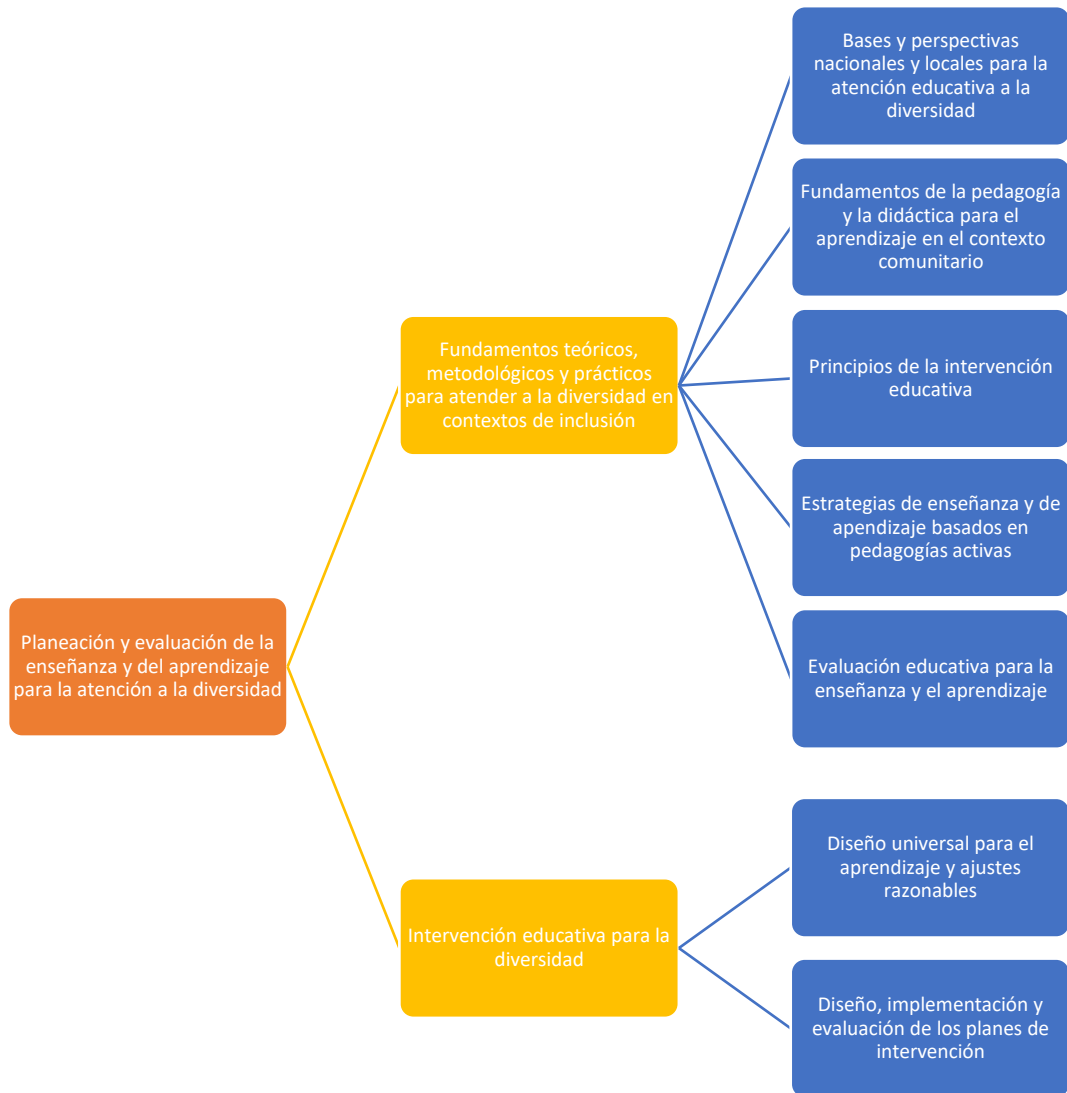 Bases y perspectivas
nacionales y locales para la
atención educativa a la
diversidad
Fundamentos de la pedagogía
y la didáctica para el
aprendizaje en el contexto
comunitario
Fundamentos teóricos,
metodológicos y prácticos
para atender a la diversidad en
contextos de inclusión
Principios de la intervención
educativa
Estrategias de enseñanza y de
apendizaje basados en
pedagogías activas
Planeación y evaluación de la
enseñanza y del aprendizaje
para la atención a la diversidad
Evaluación educativa para la
enseñanza y el aprendizaje
Diseño universal para el
aprendizaje y ajustes
razonables
Intervención educativa para la
diversidad
Diseño, implementación y
evaluación de los planes de
intervención